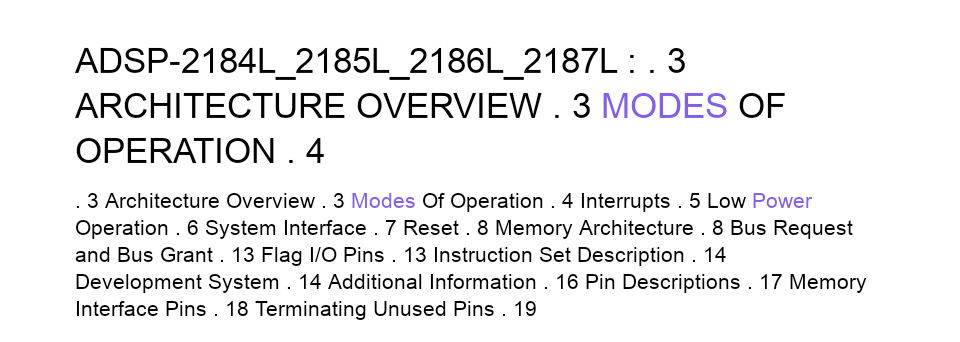 ADSP-2184L_2185L_2186L_2187L : . 3
ARCHITECTURE OVERVIEW . 3 MODES OF
OPERATION . 4
. 3 Architecture Overview . 3 Modes Of Operation . 4 Interrupts . 5 Low Power
Operation . 6 System Interface . 7 Reset . 8 Memory Architecture . 8 Bus Request
and Bus Grant . 13 Flag I/O Pins . 13 Instruction Set Description . 14
Development System . 14 Additional Information . 16 Pin Descriptions . 17 Memory
Interface Pins . 18 Terminating Unused Pins . 19